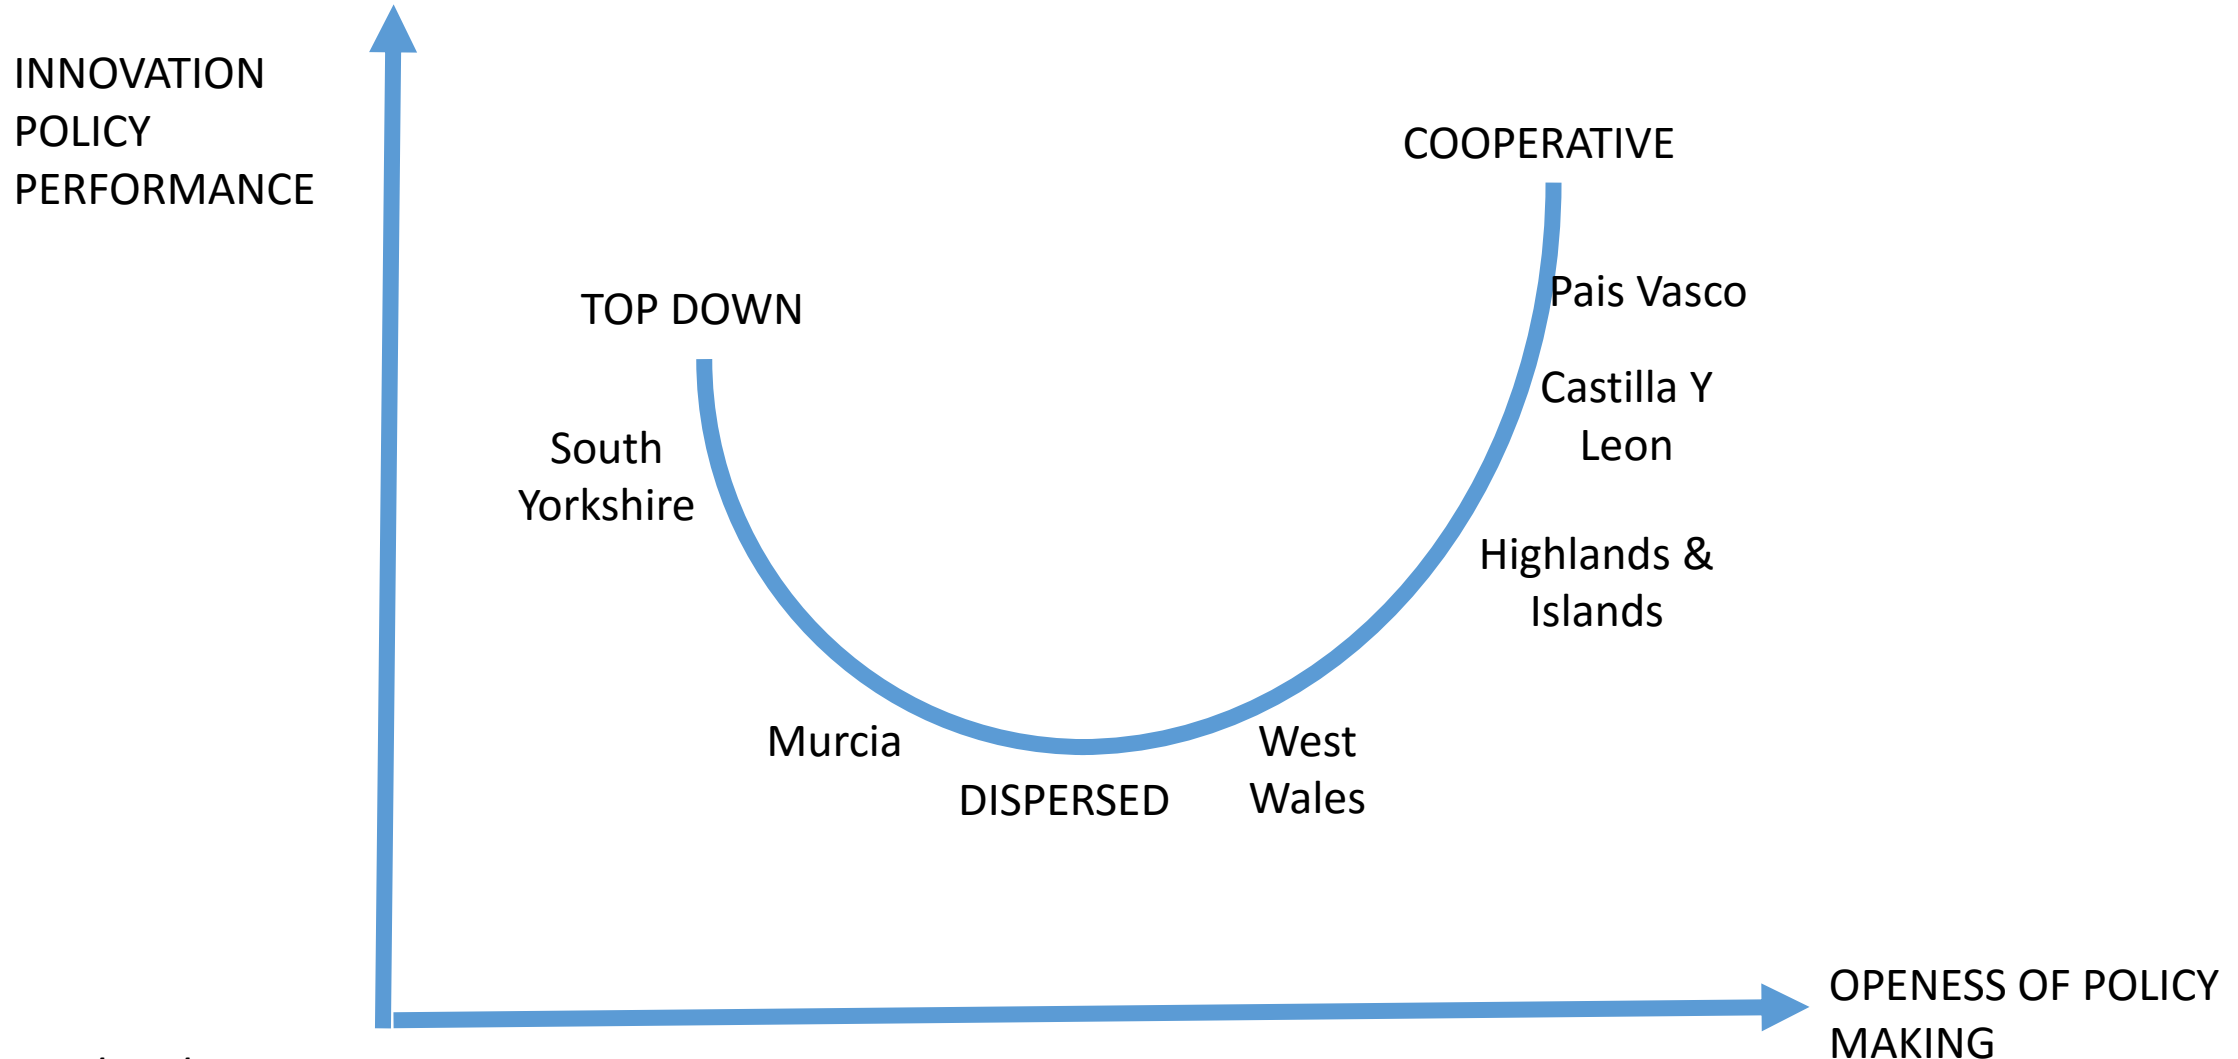 INNOVATION
POLICY
PERFORMANCE
COOPERATIVE
Pais Vasco
TOP DOWN
Castilla Y
Leon
South
Yorkshire
Highlands &
Islands
Murcia
West
Wales
DISPERSED
OPENESS OF POLICY
MAKING